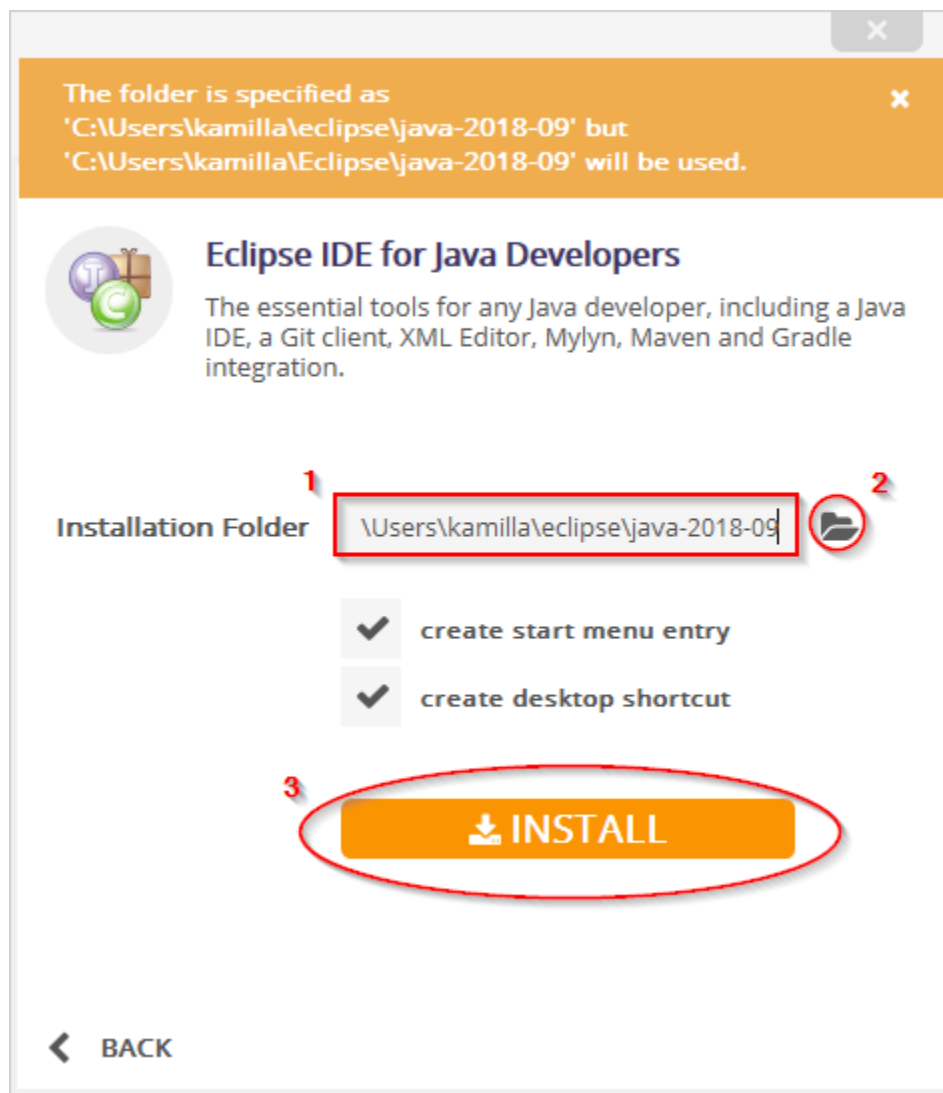 The folder is specified as
'C:\Users\kamilla\eclipse\java-2018-09' but
'C:\Users\kamilla\Eclipse\java-2018-09' will be used.
Eclipse IDE for Java Developers
The essential tools for any Java developer, including a Java
IDE, a Git client, XML Editor, Mylyn, Maven and Gradle
integration.
1
2
Installation Folder \Users\kamilla\eclipse\java-2018-09
create start menu entry
create desktop shortcut
3
INSTALL
BACK